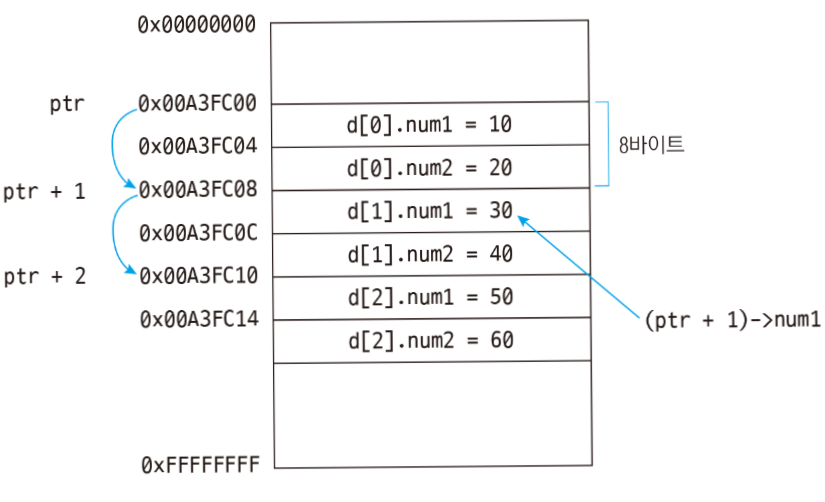 0x00000000
ptr 0x00A3FC00
d[0].num1 = 10
0x00A3FC04
8바이트
d[0].num2 = 20
ptr + 1 0x00A3FC08
d[1].num1 = 30
0x00A3FC0C
d[1].num2 = 40
ptr + 2 0x00A3FC10
d[2].num1 = 50
0x00A3FC14
(ptr + 1)->num1
d[2].num2 = 60
0xFFFFFFFF